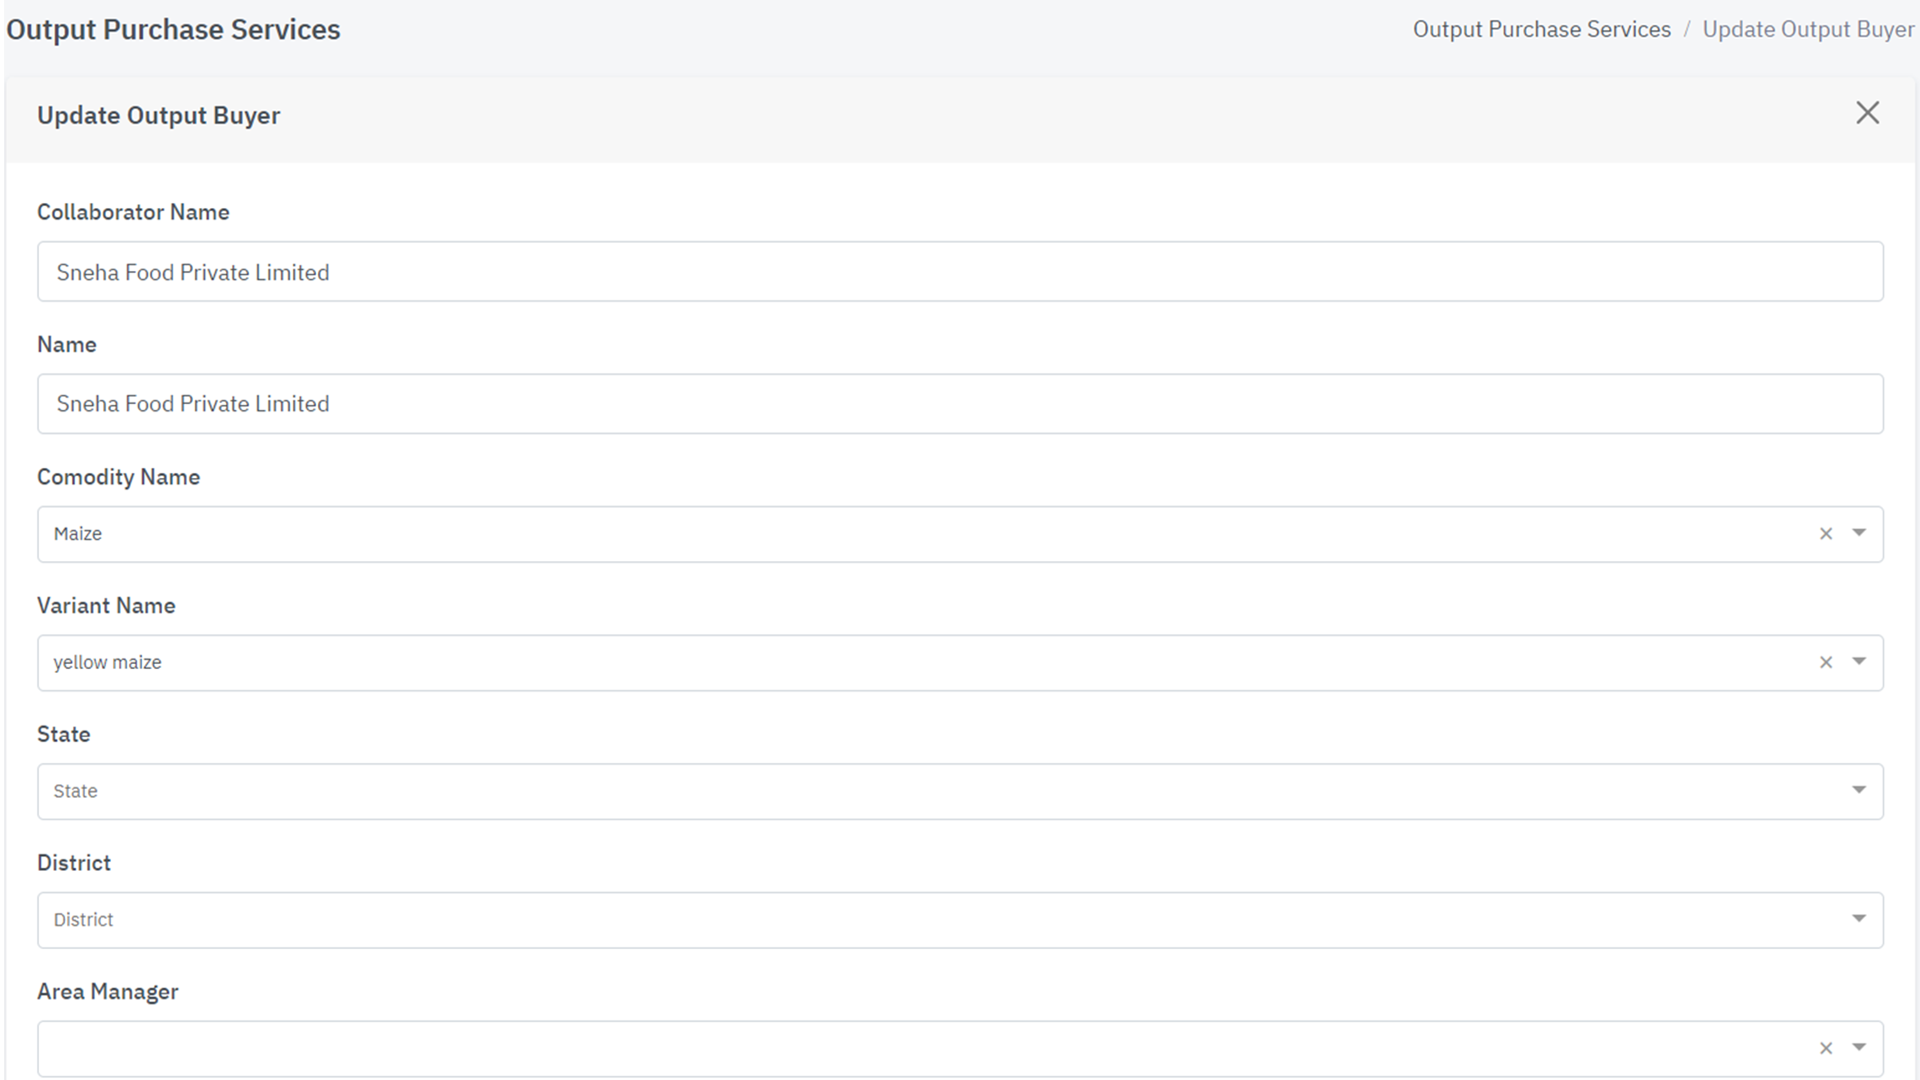 Output Purchase Services
Output Purchase Services / Update Output Buyer
Update Output Buyer
Collaborator Name
Sneha Food Private Limited
Name
Sneha Food Private Limited
Comodity Name
Maize
Variant Name
yellow maize
State
State
District
District
Area Manager